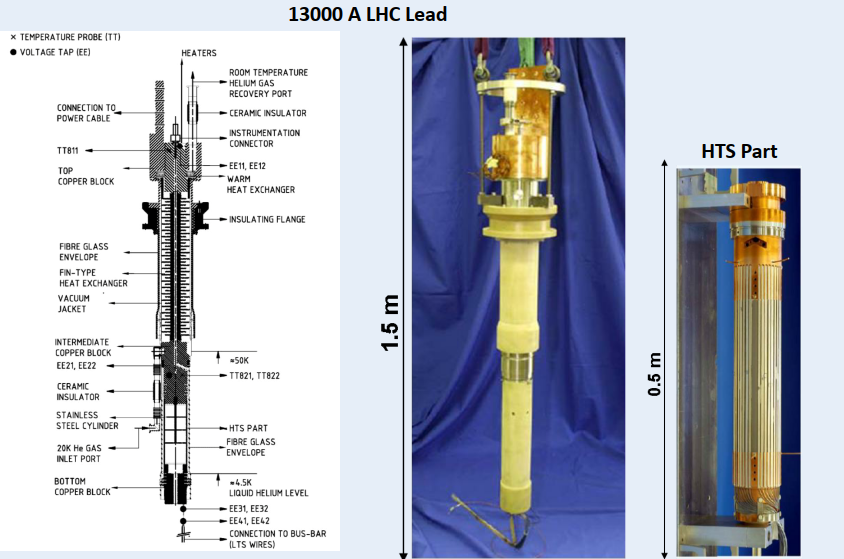 13000 A LHC Lead
× TEMPERATURE PROBE (TT)
● VOLTAGE TAP (EE)
HEATERS
ROOM TEMPERATURE
HELIUM GAS
RECOVERY PORT
CONNECTION TO
POWER CABLE
CERAMIC INSULATOR
INSTRUMENTATION
CONNECTOR
TT811
EE11, EE12
TOP
COPPER BLOCK
WARM
HEAT EXCHANGER
INSULATING FLANGE
FIBRE GLASS
ENVELOPE
FIN-TYPE
HEAT EXCHANGER
VACUUM
JACKET
INTERMEDIATE
COPPER BLOCK
≈50K
EE21, EE22
TT821, TT822
CERAMIC
INSULATOR
STAINLESS
STEEL CYLINDER
HTS PART
FIBRE GLASS
ENVELOPE
20K He GAS
INLET PORT
≈4.5K
LIQUID HELIUM LEVEL
BOTTOM
COPPER BLOCK
EE31, EE32
EE41, EE42
CONNECTION TO BUS-BAR
(LTS WIRES)
1.5 m
HTS Part
0.5 m